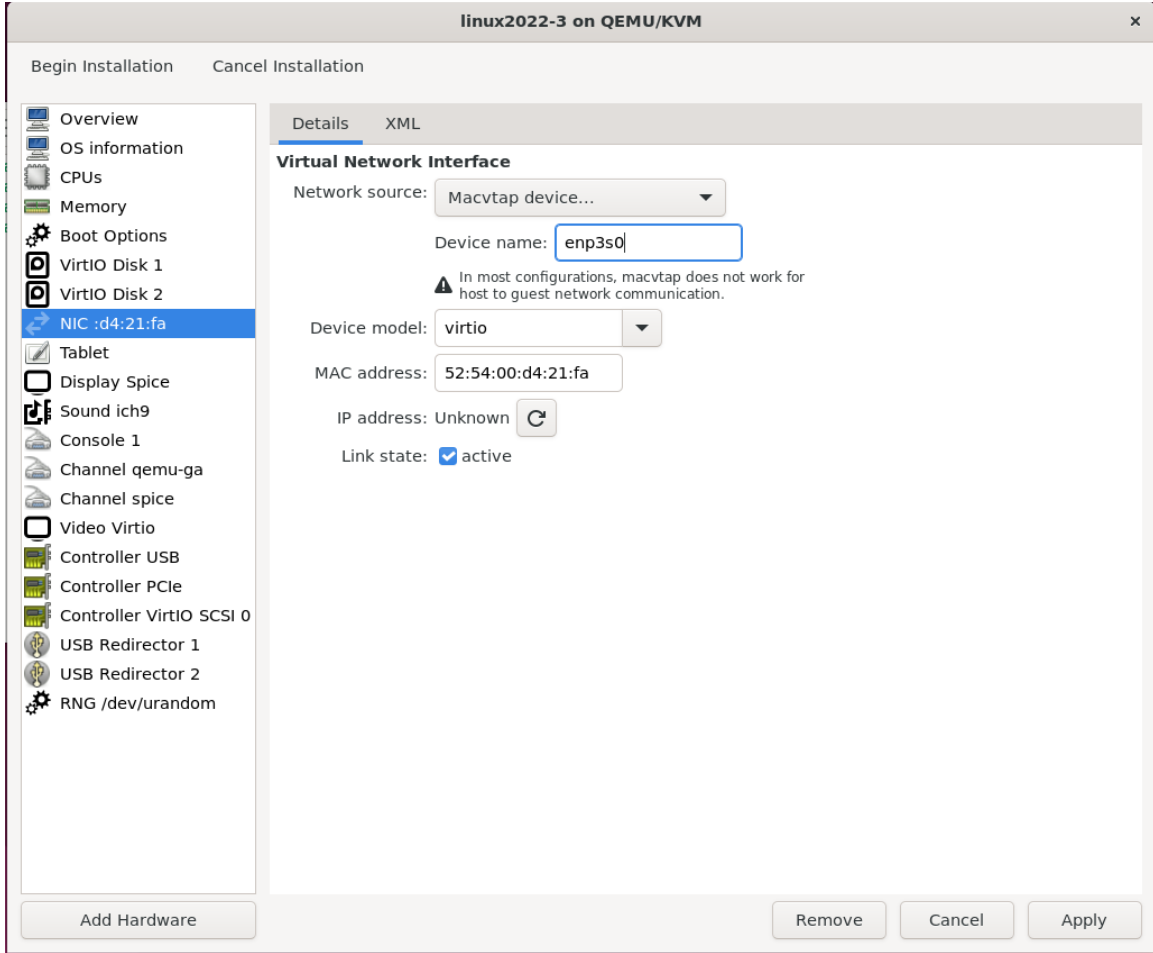 linux2022-3 on QEMU/KVM
×
Begin Installation
Cancel Installation
Overview
OS information
CPUs
Memory
Boot Options
VirtIO Disk 1
VirtIO Disk 2
NIC :d4:21:fa
Tablet
Display Spice
Sound ich9
Console 1
Channel qemu-ga
Channel spice
Video Virtio
Controller USB
Controller PCIe
Controller VirtIO SCSI 0
USB Redirector 1
USB Redirector 2
RNG /dev/urandom
Add Hardware
Details
XML
Virtual Network Interface
Network source: Macvtap device...
Device name: enp3s0
In most configurations, macvtap does not work for
host to guest network communication.
Device model: virtio
MAC address: 52:54:00:d4:21:fa
IP address: Unknown
Link state: active
Remove
Cancel
Apply